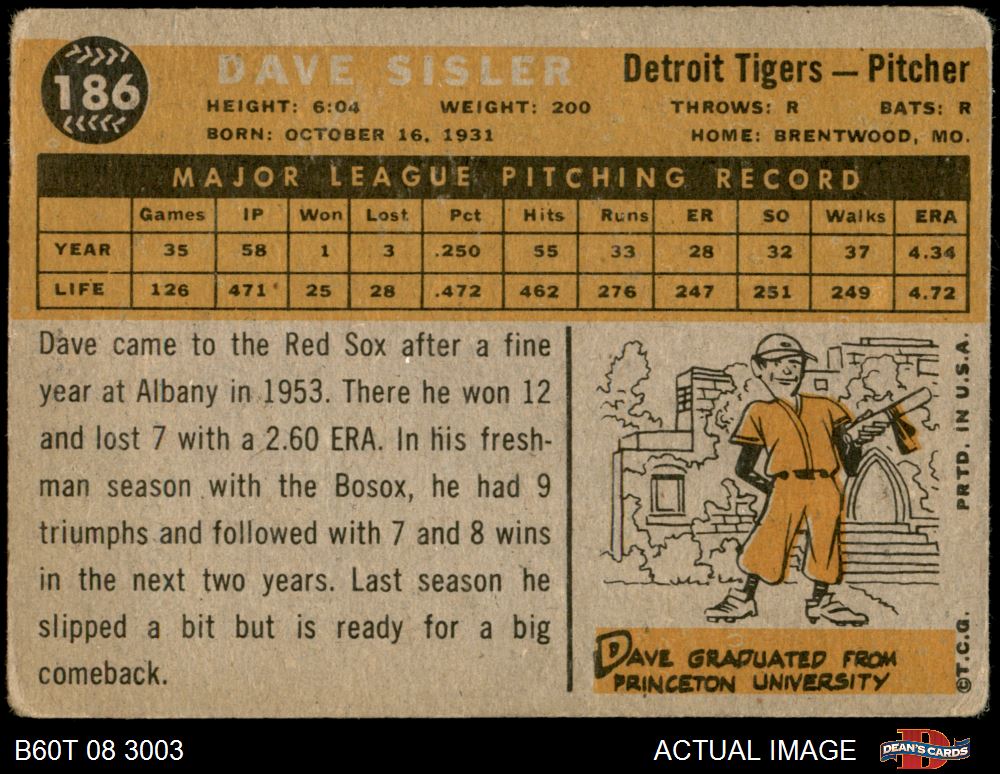 186
DAVE SISLER
Detroit Tigers — Pitcher
HEIGHT: 6:04 WEIGHT: 200 THROWS: R BATS: R
BORN: OCTOBER 16, 1931 HOME: BRENTWOOD, MO.
MAJOR LEAGUE PITCHING RECORD
Games IP Won Lost Pct Hits Runs ER SO Walks ERA
YEAR 35 58 1 3 .250 55 33 28 32 37 4.34
LIFE 126 471 25 28 .472 462 276 247 251 249 4.72
Dave came to the Red Sox after a fine
year at Albany in 1953. There he won 12
and lost 7 with a 2.60 ERA. In his fresh-
man season with the Bosox, he had 9
triumphs and followed with 7 and 8 wins
in the next two years. Last season he
slipped a bit but is ready for a big
comeback.
DAVE GRADUATED FROM
PRINCETON UNIVERSITY
PRTD. IN U.S.A.
©T.C.G.
B60T 08 3003
ACTUAL IMAGE
DEAN'S CARDS